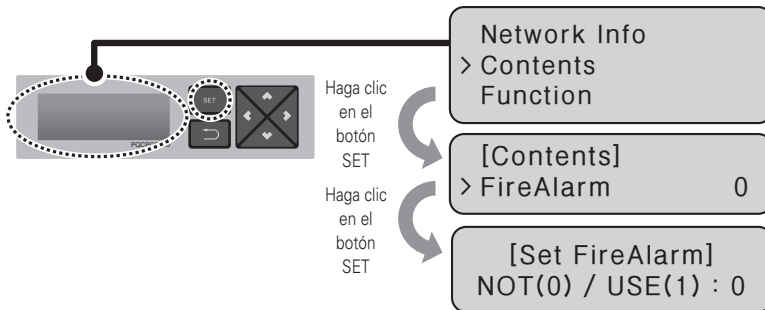 Network Info
> Contents
Function
SET
Haga clic
en el
botón
SET
[Contents]
> FireAlarm 0
Haga clic
en el
botón
SET
[Set FireAlarm]
NOT(0) / USE(1) : 0